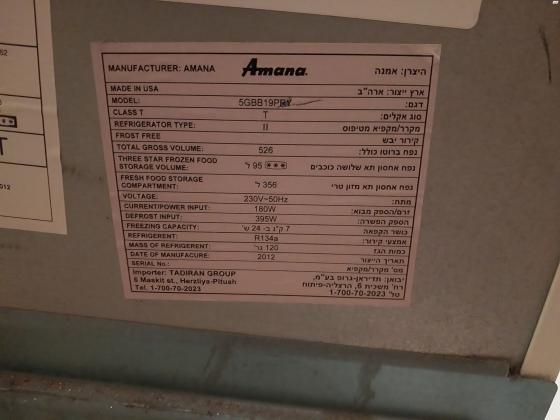 MANUFACTURER: AMANA Amana. היצרן: אמנה
MADE IN USA ארץ ייצור: ארה"ב
MODEL: 5GBB19PRY דגם:
CLASS T T סוג אקלים:
REFRIGERATOR TYPE: II מקרר/מקפיא מטיפוס
FROST FREE קירור יבש
TOTAL GROSS VOLUME: 526 נפח ברוטו כולל:
THREE STAR FROZEN FOOD STORAGE VOLUME: 95 ל' נפח אחסון תא שלושה כוכבים
FRESH FOOD STORAGE COMPARTMENT: 356 ל' נפח אחסון תא מזון טרי
VOLTAGE: 230V~50Hz מתח:
CURRENT/POWER INPUT: 180W זרם/הספק מבוא:
DEFROST INPUT: 395W הספק הפשרה:
FREEZING CAPACITY: 7 ק"ג ב- 24 ש' כושר הקפאה
REFRIGERENT: R134a אמצעי קירור:
MASS OF REFRIGERENT: 120 גר' כמות הגז
DATE OF MANUFACURE: 2012 תאריך הייצור
SERIAL No.: מס' מקרר/מקפיא
Importer: TADIRAN GROUP יבואן: תדיראן-גרופ בע"מ,
6 Maskit st., Herzliya-Pituah רח' משכית 6, הרצליה-פיתוח
Tel. 1-700-70-2023 טל' 1-700-70-2023